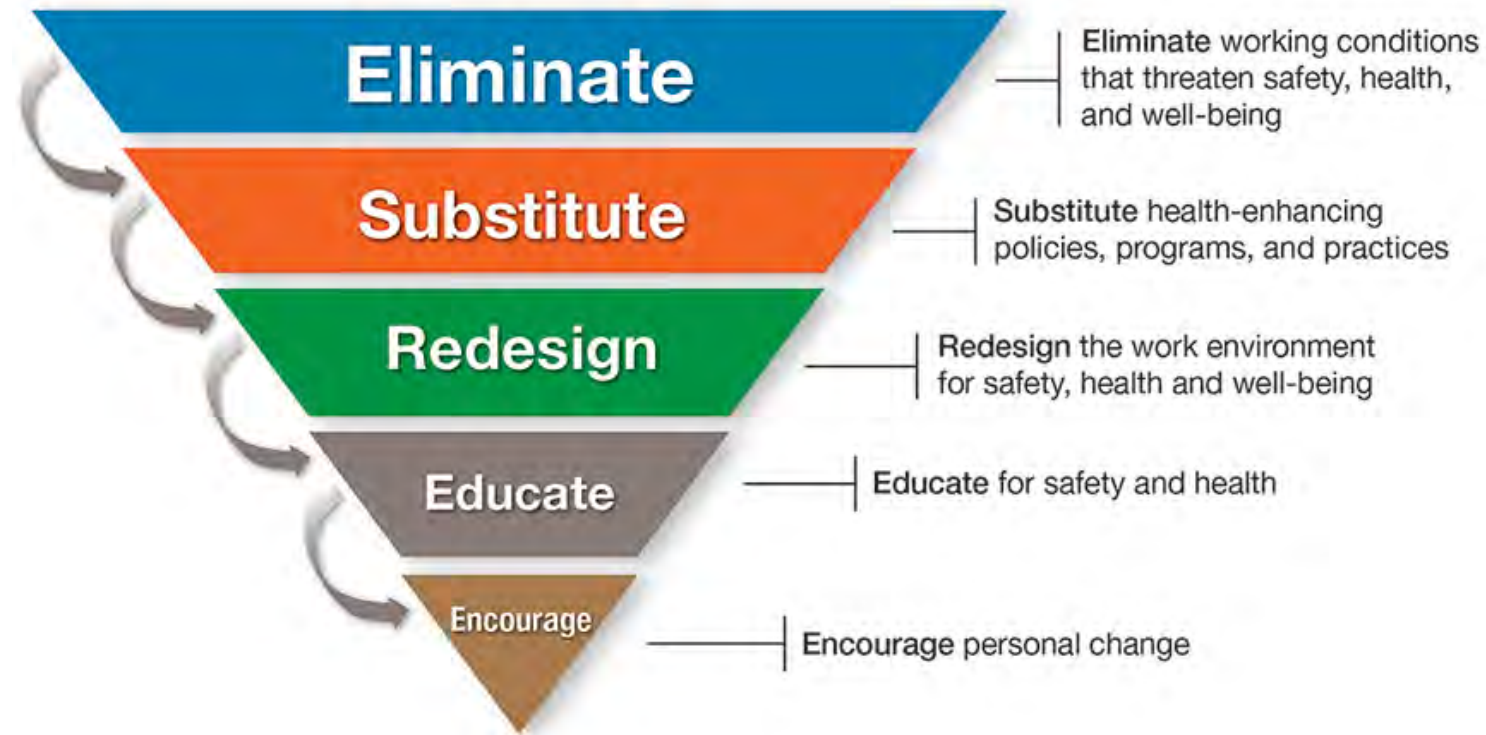 Eliminate
Eliminate working conditions
that threaten safety, health,
and well-being
Substitute
Substitute health-enhancing
policies, programs, and practices
Redesign
Redesign the work environment
for safety, health and well-being
Educate
Educate for safety and health
Encourage
Encourage personal change